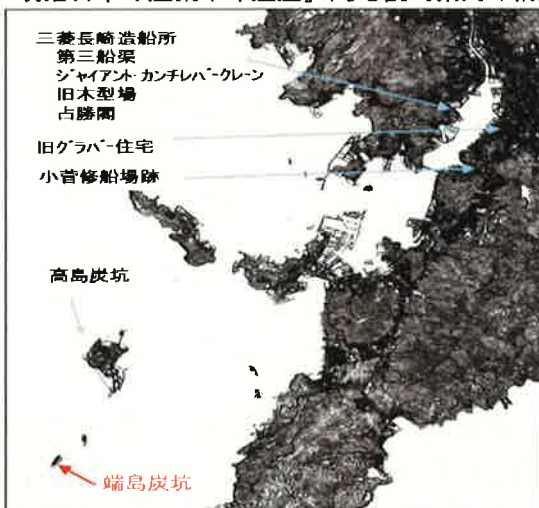 三菱長崎造船所
第三船渠
ジャイアント・カンチレバークレーン
旧木型場
占勝閣
旧グラバー住宅
小菅修船場跡
高島炭坑
端島炭坑